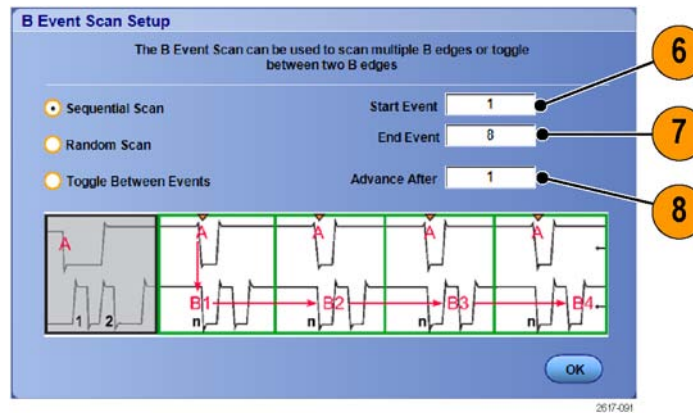 B Event Scan Setup
The B Event Scan can be used to scan multiple B edges or toggle
between two B edges
Sequential Scan
Start Event 1
6
Random Scan
End Event 8
7
Toggle Between Events
Advance After 1
8
A A A A A
B1 B2 B3 B4
1 2 n n n n
OK
2617-091